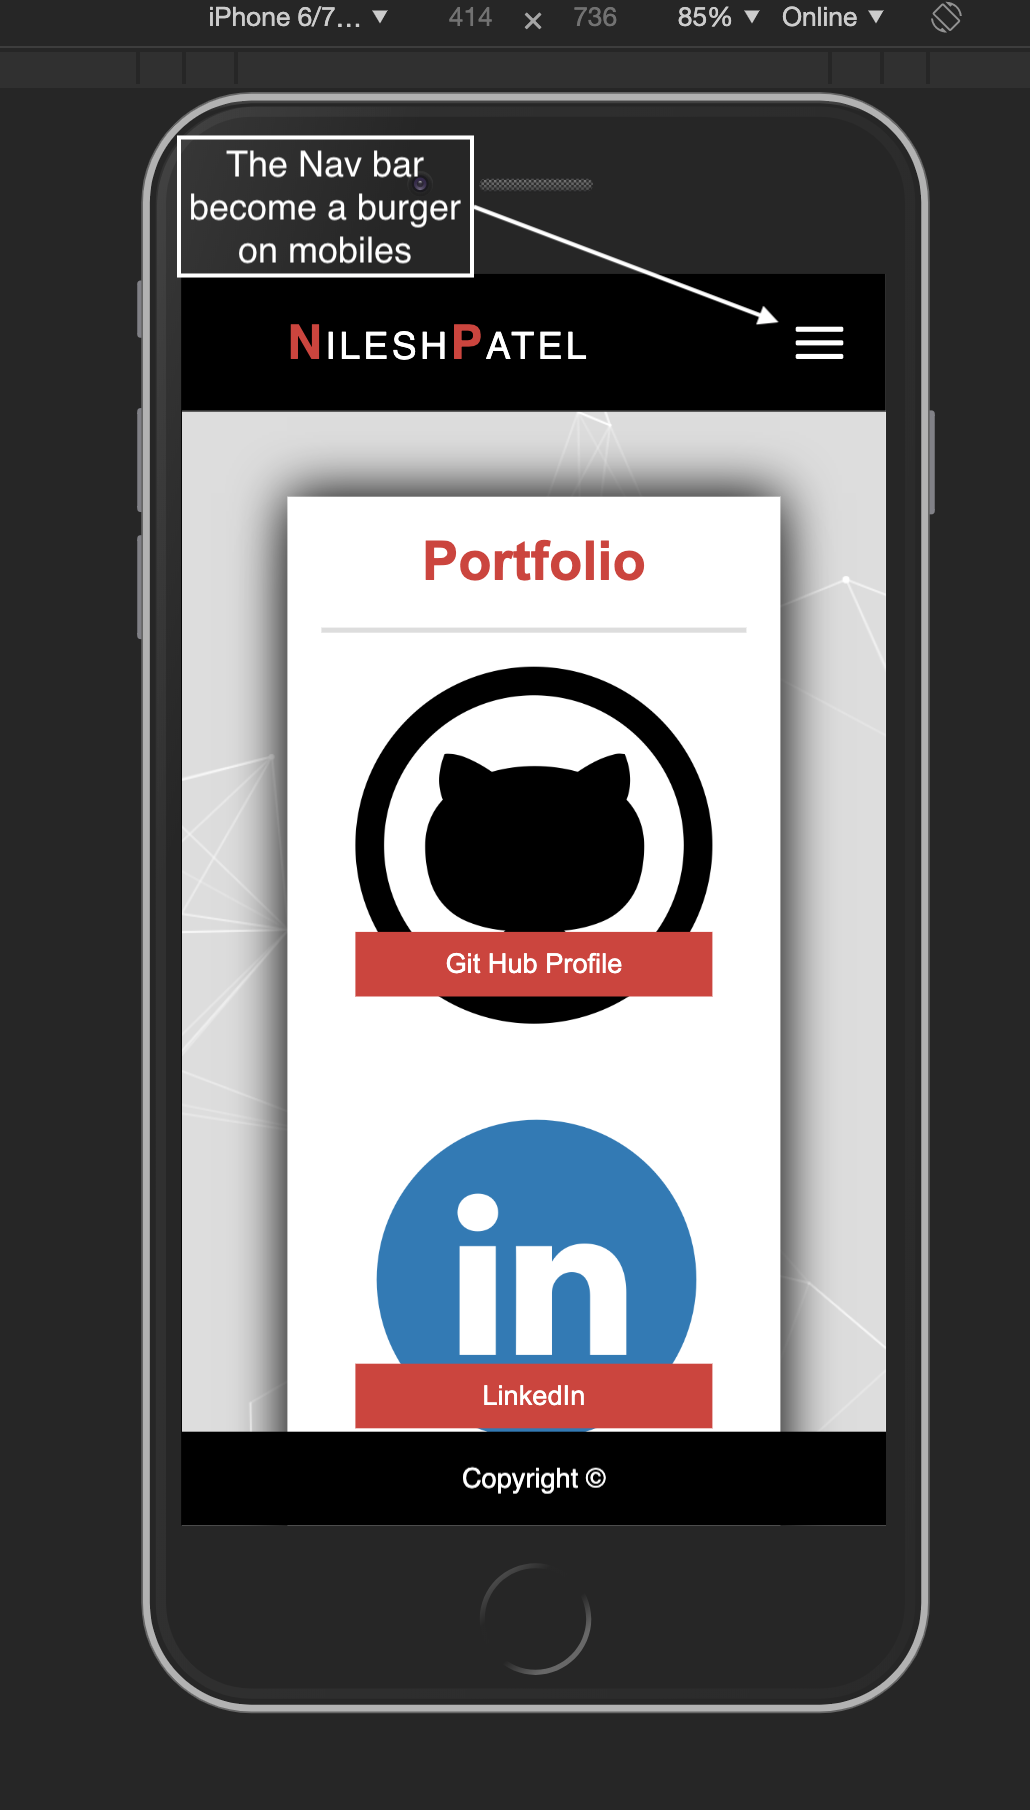 iPhone 6/7… ▼ 414 × 736 85% ▼ Online ▼
The Nav bar
become a burger
on mobiles
NILESHPATEL
Portfolio
Git Hub Profile
in
LinkedIn
Copyright ©